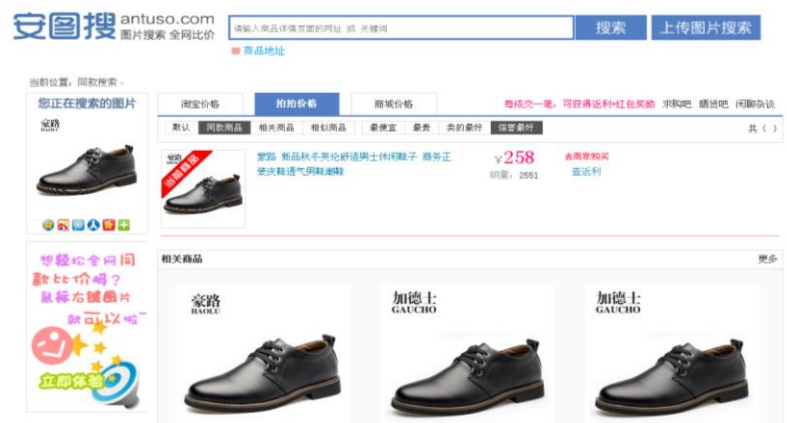 安图搜
antuso.com
图片搜索 全网比价
请输入商品详情页面的网址 或 关键词
搜索
上传图片搜索
商品地址
当前位置：同款搜索
您正在搜索的图片
豪路
HAOLU
淘宝价格
拍拍价格
商城价格
每成交一笔，可获得返利+红包奖励
求购吧 晒货吧 闲聊杂谈
默认 同款商品 相关商品 相似商品 最便宜 最贵 卖的最好 信誉最好
共（ ）
豪路
豪路 新品秋冬英伦舒适男士休闲鞋子 商务正
装皮鞋透气男鞋潮鞋
¥258
销量：2551
去商家购买
查返利
想轻松全网同
款比价吗？
鼠标右键图片
就可以啦~
立即体验
相关商品
更多
豪路
HAOLU
加德士
GAUCHO
加德士
GAUCHO